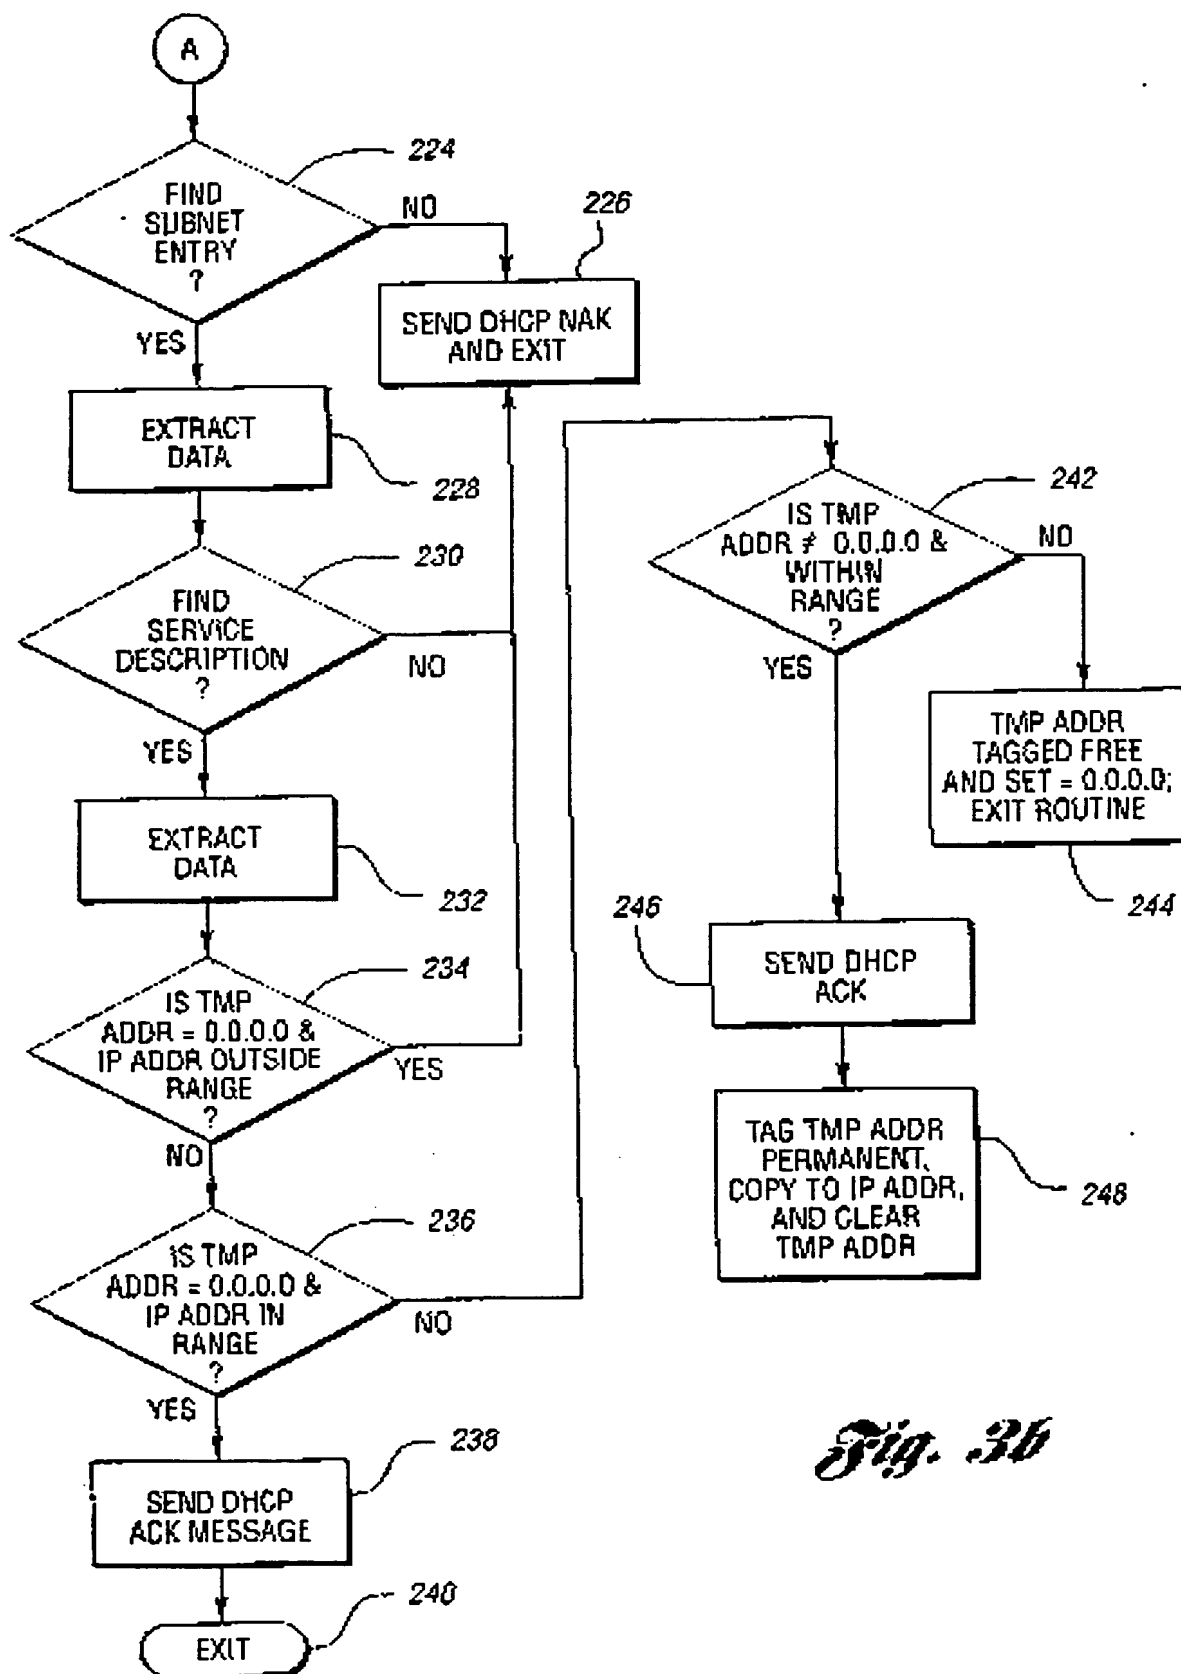 A
224
FIND
SUBNET
ENTRY
?
NO
YES
226
SEND DHCP NAK
AND EXIT
EXTRACT
DATA
228
230
FIND
SERVICE
DESCRIPTION
?
NO
YES
EXTRACT
DATA
232
234
IS TMP
ADDR = 0.0.0.0 &
IP ADDR OUTSIDE
RANGE
?
YES
NO
236
IS TMP
ADDR = 0.0.0.0 &
IP ADDR IN
RANGE
?
NO
YES
238
SEND DHCP
ACK MESSAGE
240
EXIT
242
IS TMP
ADDR ≠ 0.0.0.0 &
WITHIN
RANGE
?
NO
YES
TMP ADDR
TAGGED FREE
AND SET = 0.0.0.0;
EXIT ROUTINE
244
246
SEND DHCP
ACK
TAG TMP ADDR
PERMANENT,
COPY TO IP ADDR,
AND CLEAR
TMP ADDR
248
Fig. 3b